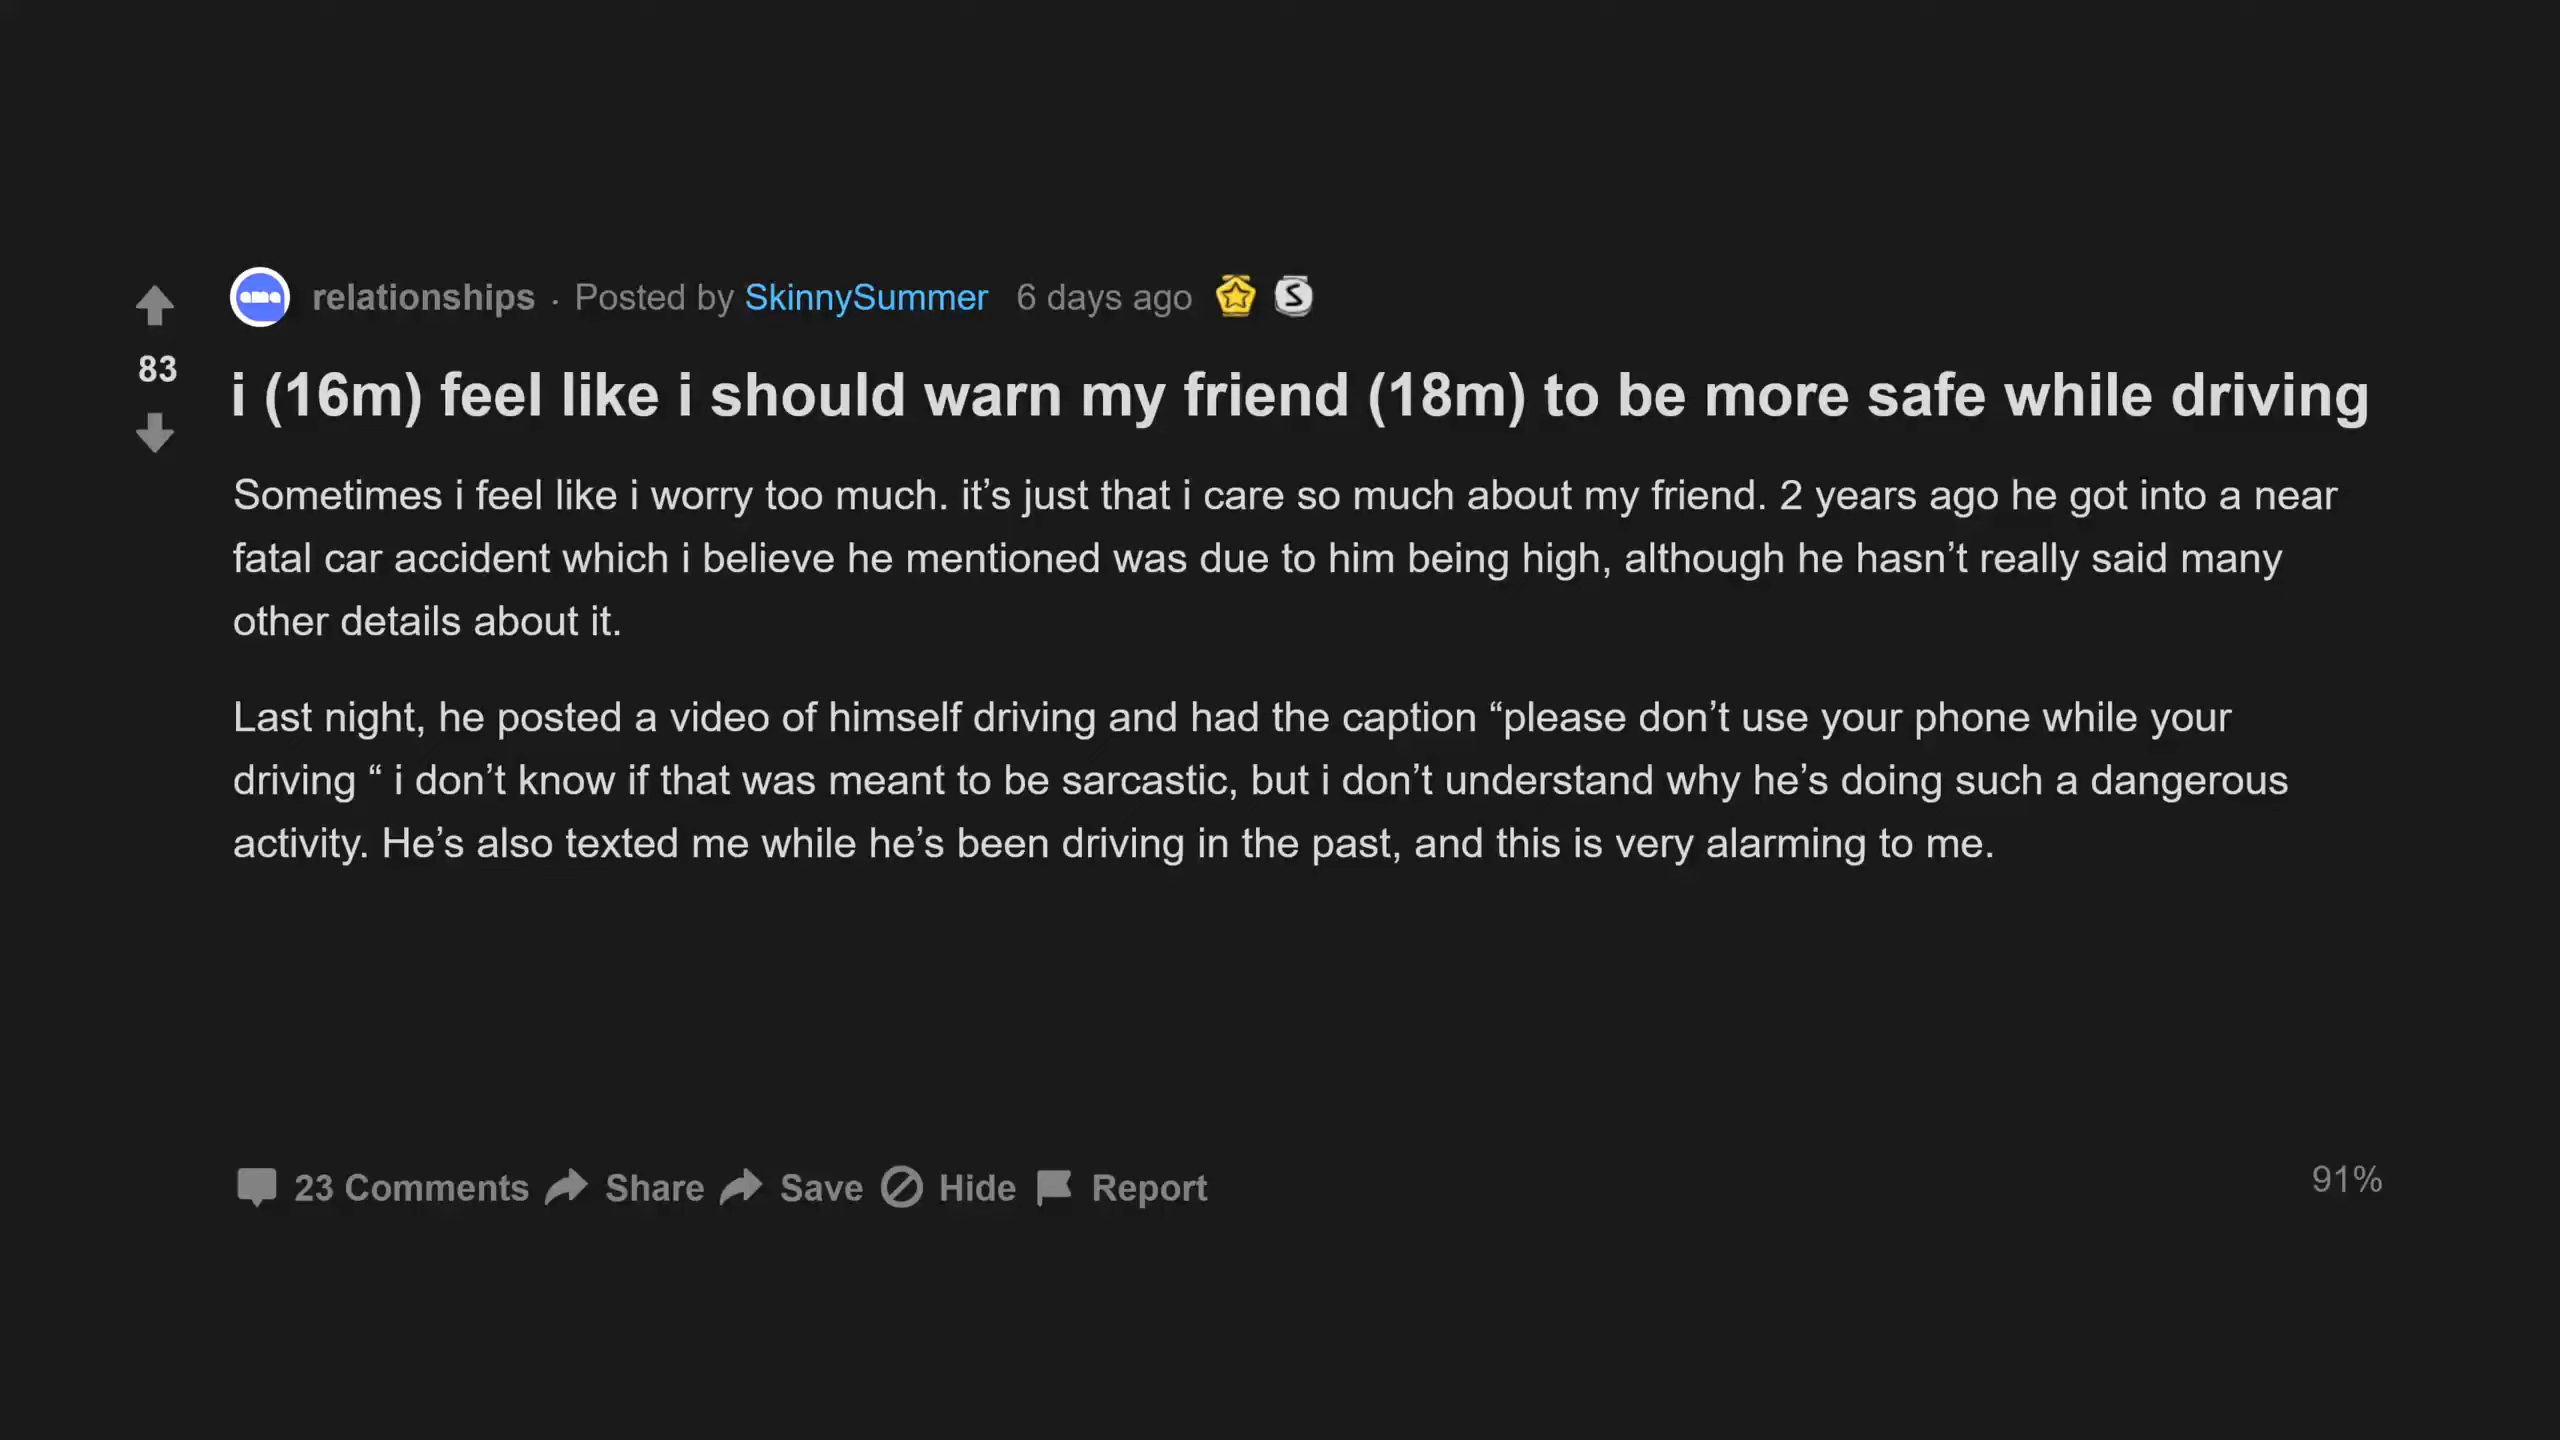 relationships · Posted by SkinnySummer 6 days ago
83
i (16m) feel like i should warn my friend (18m) to be more safe while driving
Sometimes i feel like i worry too much. it’s just that i care so much about my friend. 2 years ago he got into a near
fatal car accident which i believe he mentioned was due to him being high, although he hasn’t really said many
other details about it.
Last night, he posted a video of himself driving and had the caption “please don’t use your phone while your
driving “ i don’t know if that was meant to be sarcastic, but i don’t understand why he’s doing such a dangerous
activity. He’s also texted me while he’s been driving in the past, and this is very alarming to me.
23 Comments Share Save Hide Report
91%